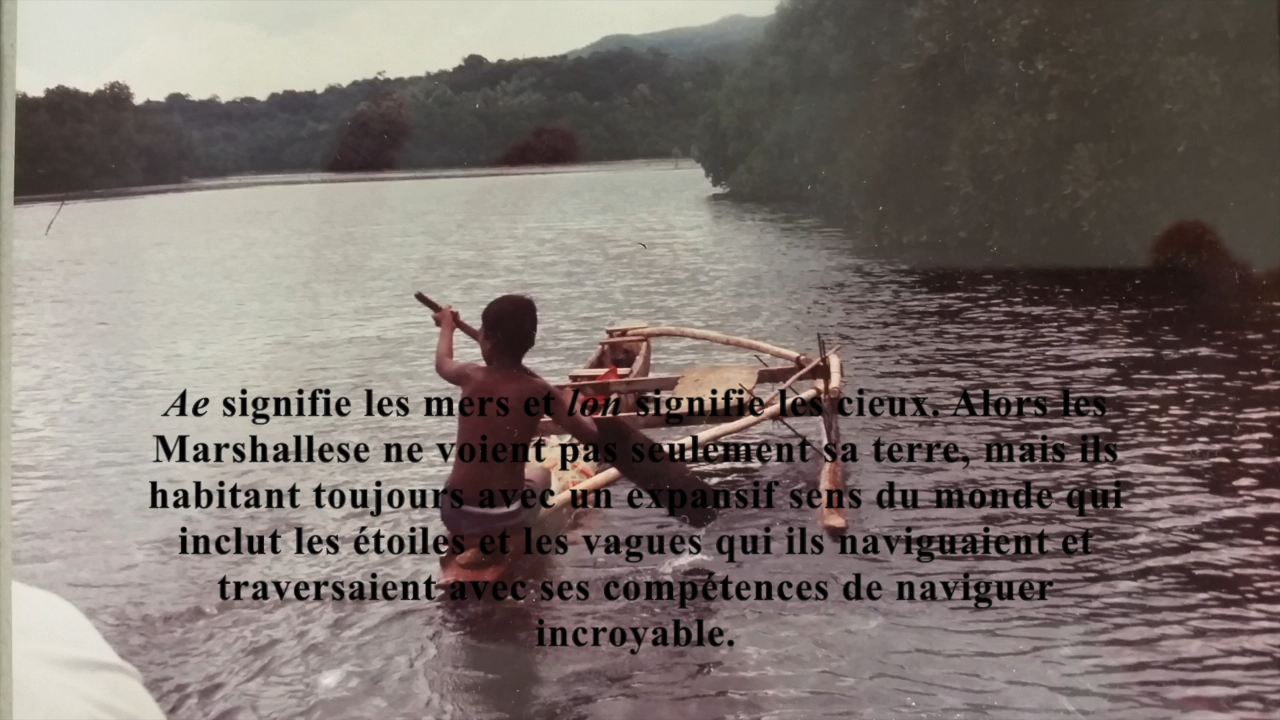 Ae signifie les mers et lon signifie les cieux. Alors les
Marshallese ne voient pas seulement sa terre, mais ils
habitant toujours avec un expansif sens du monde qui
inclut les étoiles et les vagues qui ils naviguaient et
traversaient avec ses compétences de naviguer
incroyable.